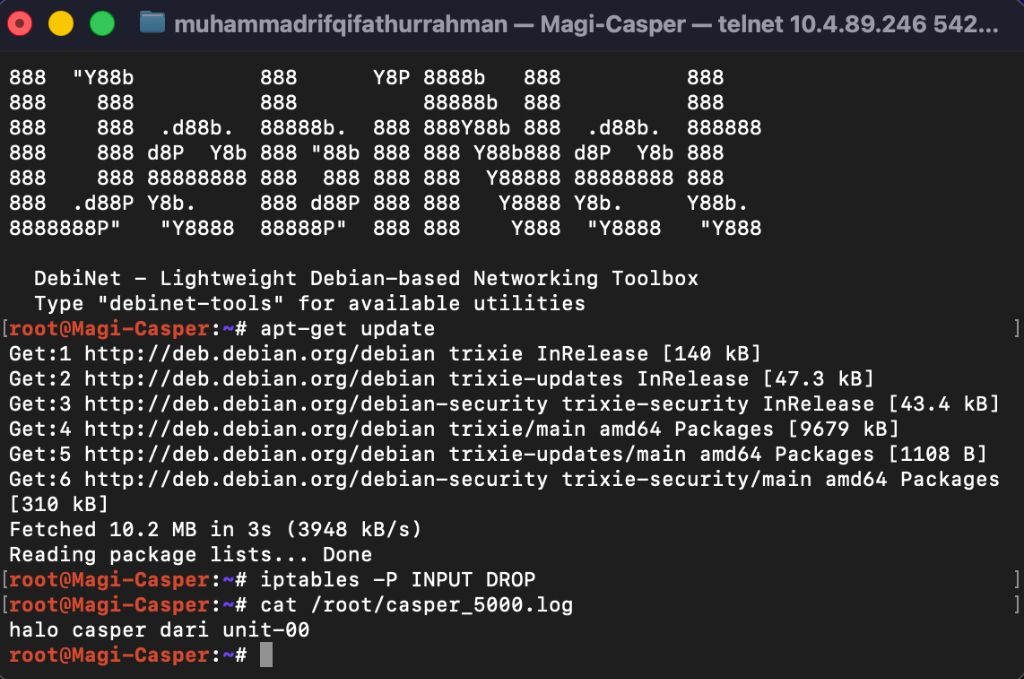 muhammadrifqifathurrahman — Magi-Casper — telnet 10.4.89.246 542...
888  "Y88b          888      Y8P 8888b   888          888
888    888          888          88888b  888          888
888    888  .d88b.  88888b.  888 888Y88b 888  .d88b.  888888
888    888 d8P  Y8b 888 "88b 888 888 Y88b888 d8P  Y8b 888
888    888 88888888 888  888 888 888  Y88888 88888888 888
888  .d88P Y8b.     888 d88P 888 888   Y8888 Y8b.     Y88b.
8888888P"   "Y8888  88888P"  888 888    Y888  "Y8888   "Y888
DebiNet – Lightweight Debian-based Networking Toolbox
Type "debinet-tools" for available utilities
[root@Magi-Casper:~# apt-get update ]
Get:1 http://deb.debian.org/debian trixie InRelease [140 kB]
Get:2 http://deb.debian.org/debian trixie-updates InRelease [47.3 kB]
Get:3 http://deb.debian.org/debian-security trixie-security InRelease [43.4 kB]
Get:4 http://deb.debian.org/debian trixie/main amd64 Packages [9679 kB]
Get:5 http://deb.debian.org/debian trixie-updates/main amd64 Packages [1108 B]
Get:6 http://deb.debian.org/debian-security trixie-security/main amd64 Packages
[310 kB]
Fetched 10.2 MB in 3s (3948 kB/s)
Reading package lists... Done
[root@Magi-Casper:~# iptables -P INPUT DROP ]
[root@Magi-Casper:~# cat /root/casper_5000.log ]
halo casper dari unit-00
root@Magi-Casper:~#